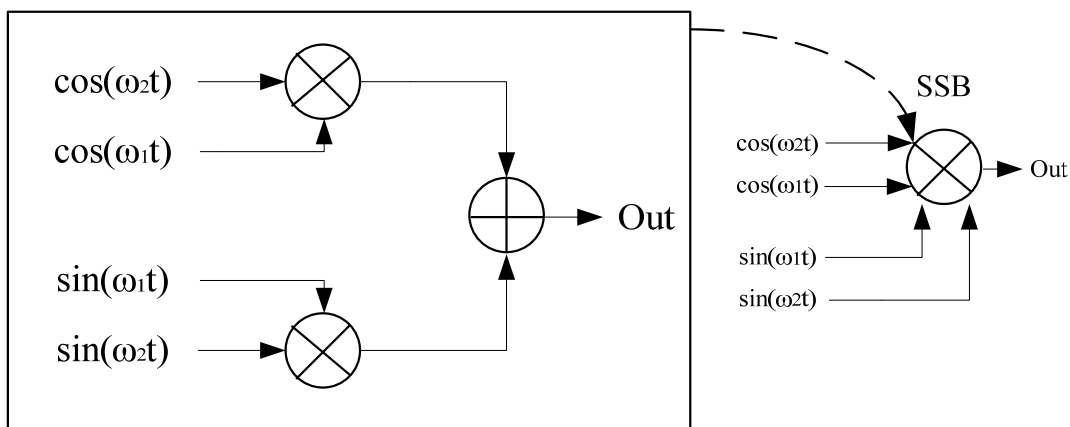 cos(ω2t)
cos(ω1t)
sin(ω1t)
sin(ω2t)
Out
SSB
cos(ω2t)
cos(ω1t)
sin(ω1t)
sin(ω2t)
Out